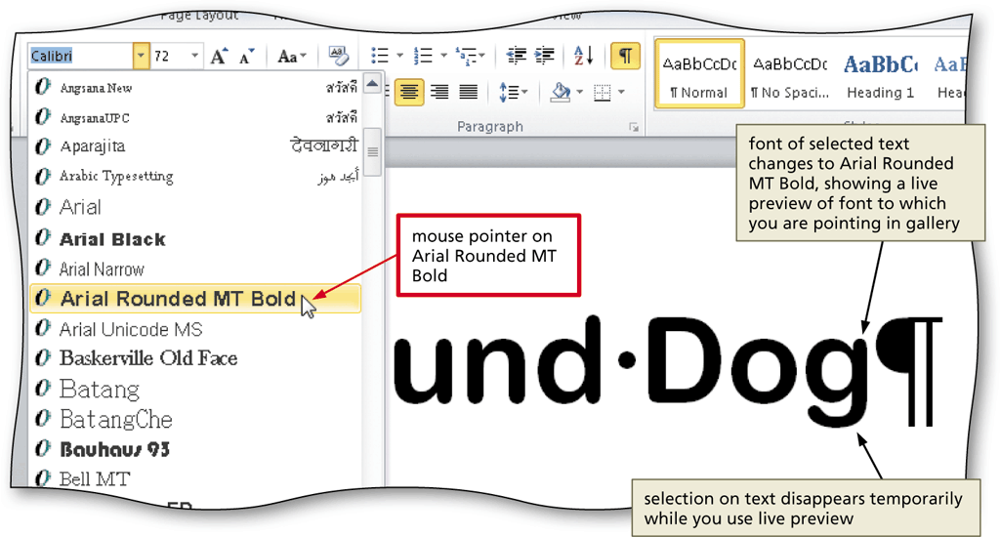 Page Layout
Calibri 72 Aa
¶
Angsana New สวัสดี
AngsanaUPC สวัสดี
Aparajita देवनागरी
Arabic Typesetting أبجد هوز
Arial
Arial Black
Arial Narrow
Arial Rounded MT Bold
Arial Unicode MS
Baskerville Old Face
Batang
BatangChe
Bauhaus 93
Bell MT
Paragraph
AaBbCcDc
¶ Normal
AaBbCcDc
¶ No Spaci...
AaBbC
Heading 1
AaB
font of selected text
changes to Arial Rounded
MT Bold, showing a live
preview of font to which
you are pointing in gallery
mouse pointer on
Arial Rounded MT
Bold
und·Dog¶
selection on text disappears temporarily
while you use live preview